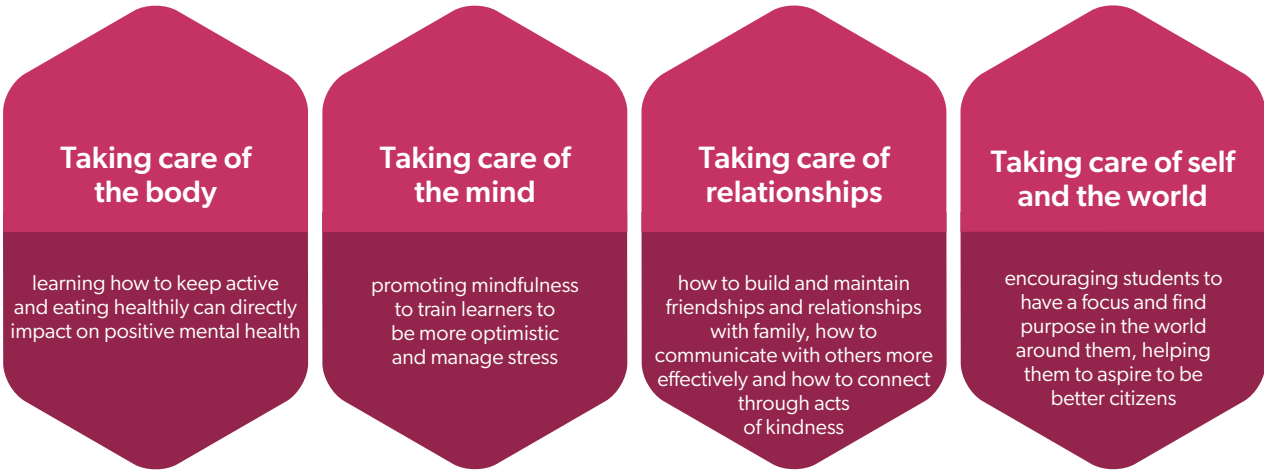 Taking care of
the body
learning how to keep active
and eating healthily can directly
impact on positive mental health
Taking care of
the mind
promoting mindfulness
to train learners to
be more optimistic
and manage stress
Taking care of
relationships
how to build and maintain
friendships and relationships
with family, how to
communicate with others more
effectively and how to connect
through acts
of kindness
Taking care of self
and the world
encouraging students to
have a focus and find
purpose in the world
around them, helping
them to aspire to be
better citizens